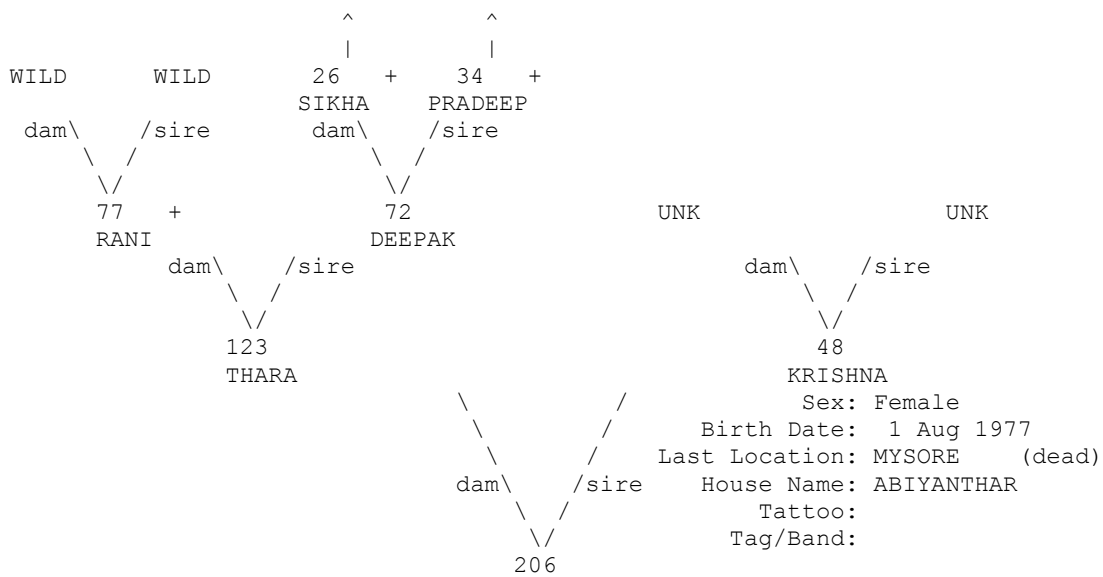 ^ ^
| |
WILD WILD 26 + 34 +
SIKHA PRADEEP
dam\ /sire dam\ /sire
\ / \ /
\/ \/
77 + 72 UNK UNK
RANI DEEPAK
dam\ /sire dam\ /sire
\ / \ /
\/ \/
123 48
THARA KRISHNA
\ / Sex: Female
\ / Birth Date: 1 Aug 1977
\ / Last Location: MYSORE (dead)
dam\ /sire House Name: ABIYANTHAR
\ / Tattoo:
\/ Tag/Band:
206